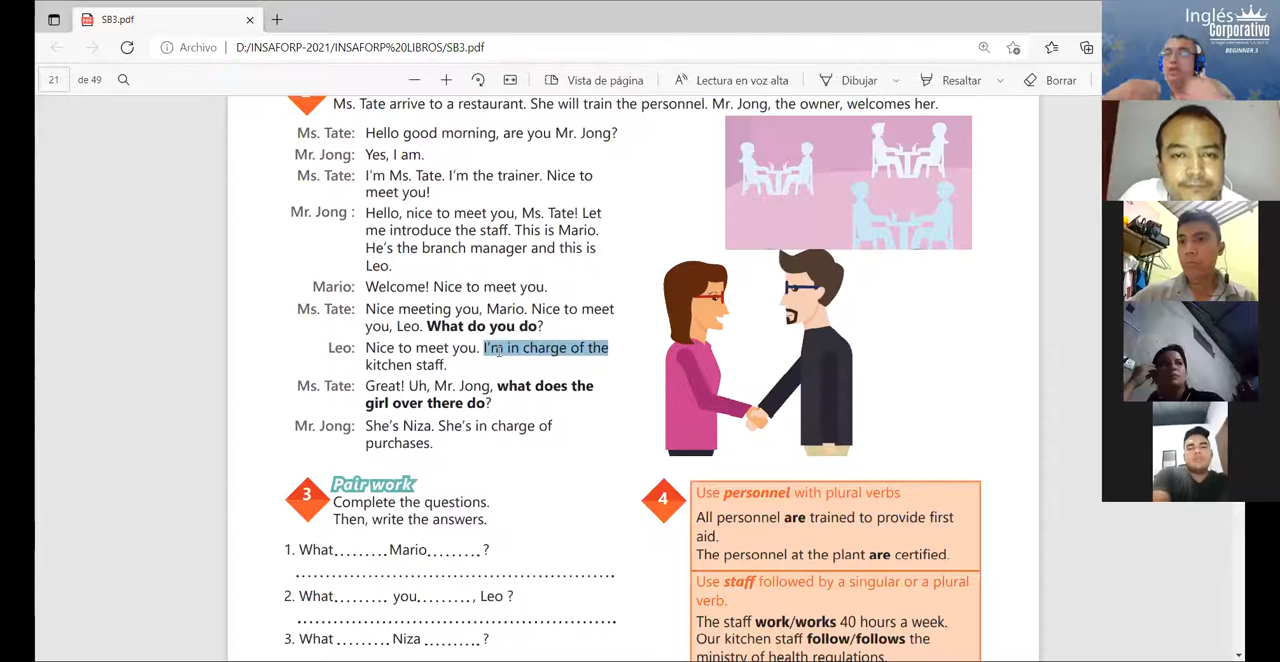 SB3.pdf
Archivo
D:/INSAFORP-2021/INSAFORP%20LIBROS/SB3.pdf
21
de 49
Vista de página
Lectura en voz alta
Dibujar
Resaltar
Borrar
Inglés
Corporativo
BEGINNER 3
Ms. Tate arrive to a restaurant. She will train the personnel. Mr. Jong, the owner, welcomes her.
Ms. Tate: Hello good morning, are you Mr. Jong?
Mr. Jong: Yes, I am.
Ms. Tate: I'm Ms. Tate. I'm the trainer. Nice to
meet you!
Mr. Jong : Hello, nice to meet you, Ms. Tate! Let
me introduce the staff. This is Mario.
He's the branch manager and this is
Leo.
Mario: Welcome! Nice to meet you.
Ms. Tate: Nice meeting you, Mario. Nice to meet
you, Leo. What do you do?
Leo: Nice to meet you. I'm in charge of the
kitchen staff.
Ms. Tate: Great! Uh, Mr. Jong, what does the
girl over there do?
Mr. Jong: She's Niza. She's in charge of
purchases.
3
Pair work
Complete the questions.
Then, write the answers.
1. What......... Mario.........?
2. What......... you........., Leo ?
3. What ......... Niza .........?
4
Use personnel with plural verbs
All personnel are trained to provide first
aid.
The personnel at the plant are certified.
Use staff followed by a singular or a plural
verb.
The staff work/works 40 hours a week.
Our kitchen staff follow/follows the
ministry of health regulations.